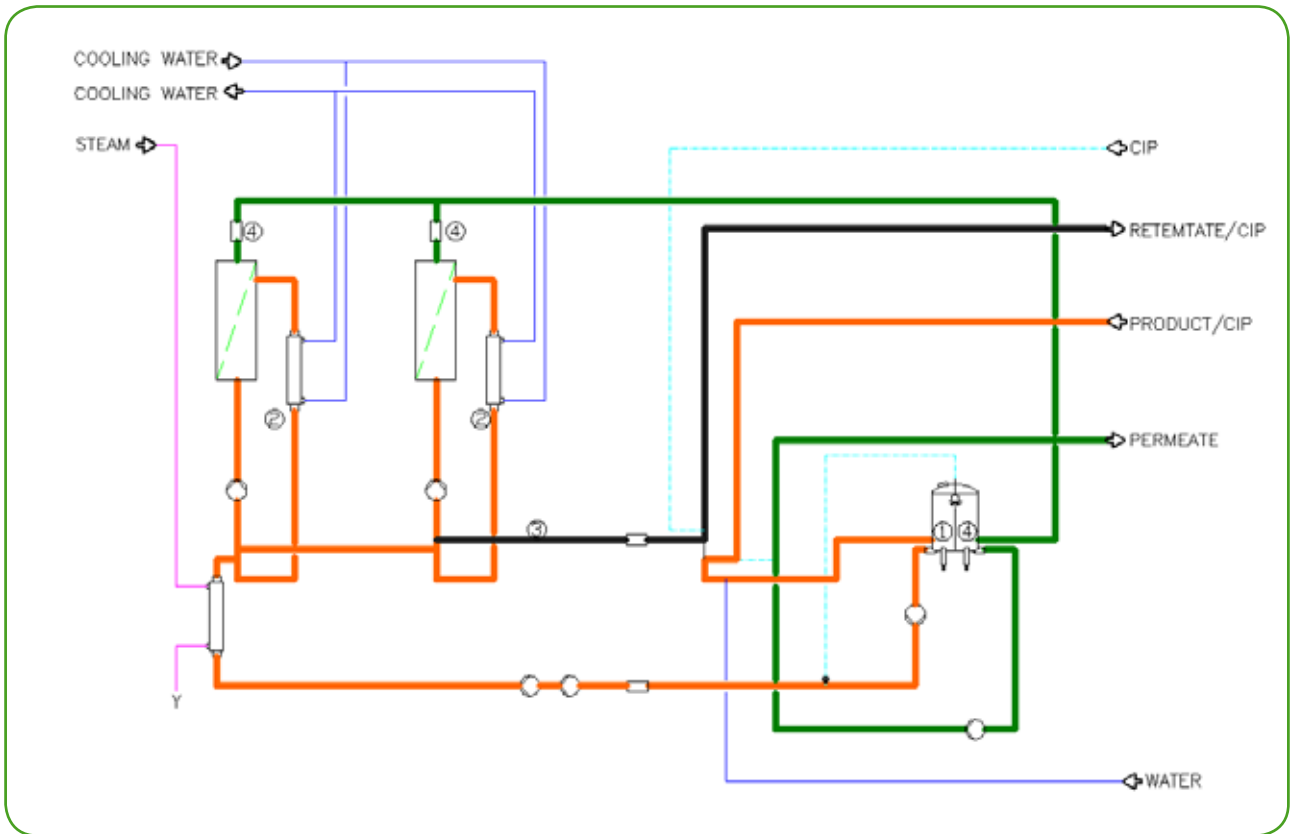 COOLING WATER
COOLING WATER
STEAM
CIP
RETEMTATE/CIP
④
④
PRODUCT/CIP
②
②
PERMEATE
③
① ④
Y
WATER